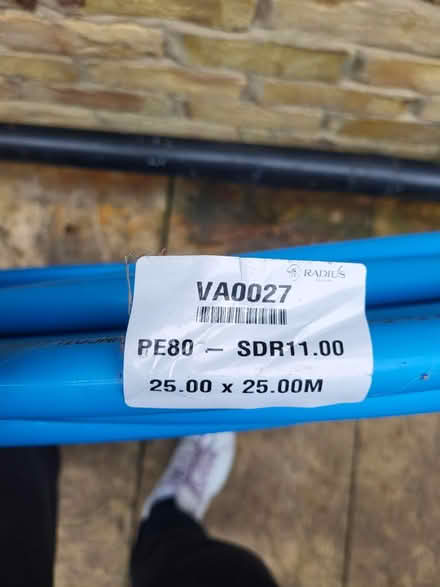 RADIUS
VA0027
PE80 - SDR11.00
25.00 x 25.00M